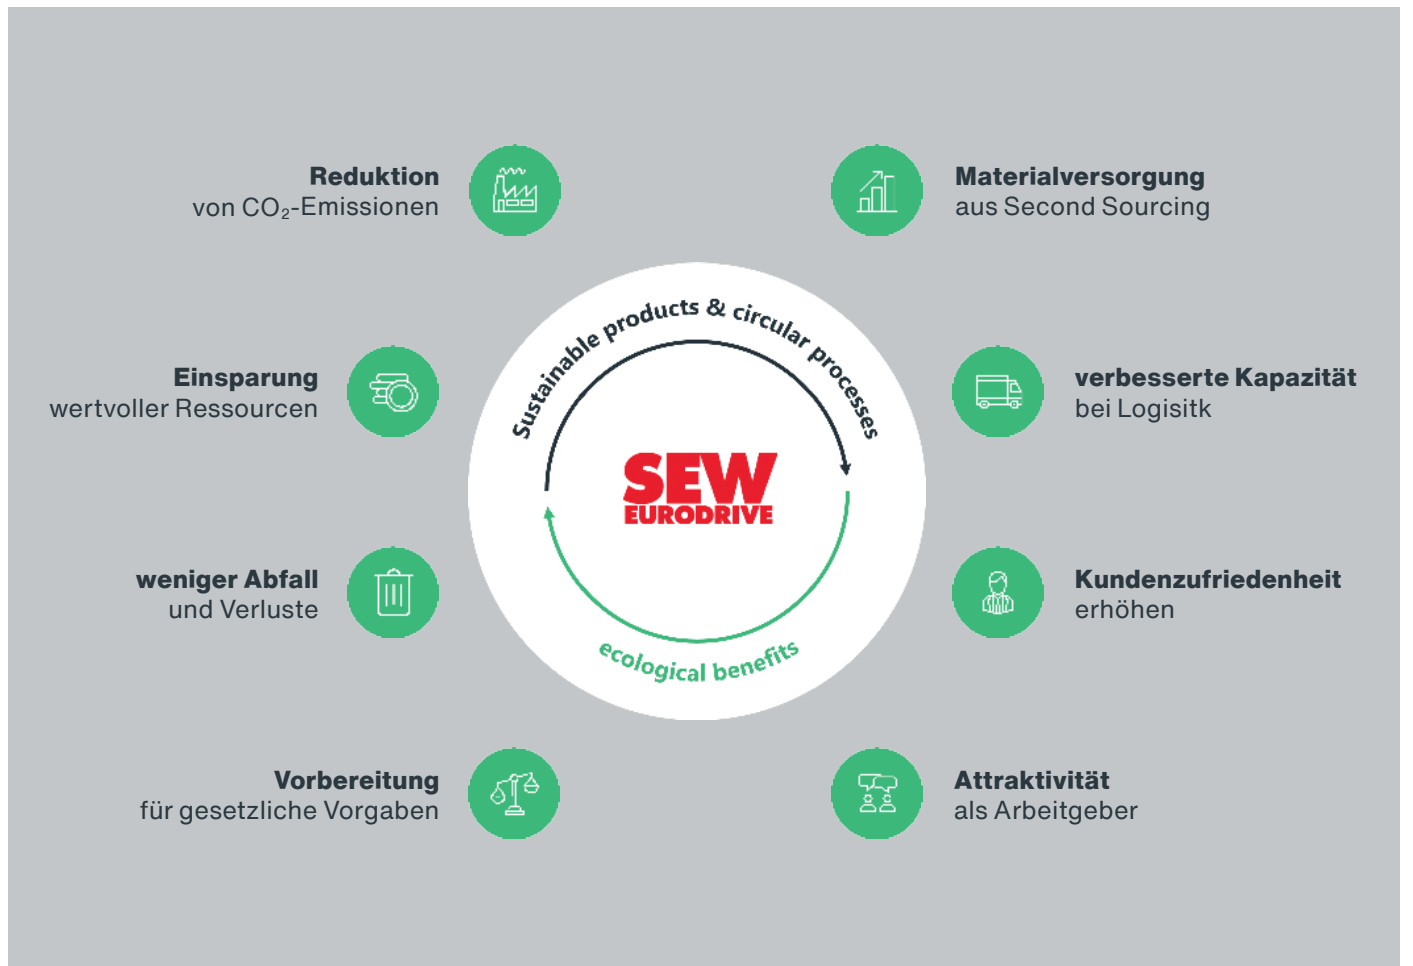 Reduktion
von CO₂-Emissionen
Materialversorgung
aus Second Sourcing
Sustainable products & circular processes
Einsparung
wertvoller Ressourcen
verbesserte Kapazität
bei Logisitk
SEW
EURODRIVE
weniger Abfall
und Verluste
Kundenzufriedenheit
erhöhen
ecological benefits
Vorbereitung
für gesetzliche Vorgaben
Attraktivität
als Arbeitgeber